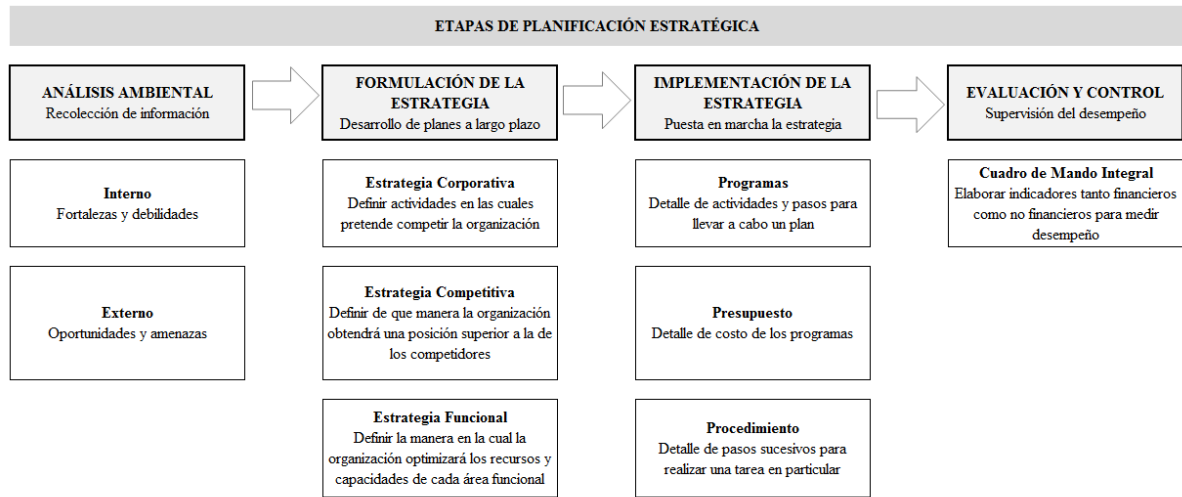 ETAPAS DE PLANIFICACIÓN ESTRATÉGICA
ANÁLISIS AMBIENTAL
Recolección de información
FORMULACIÓN DE LA
ESTRATEGIA
Desarrollo de planes a largo plazo
IMPLEMENTACIÓN DE LA
ESTRATEGIA
Puesta en marcha la estrategia
EVALUACIÓN Y CONTROL
Supervisión del desempeño
Interno
Fortalezas y debilidades
Externo
Oportunidades y amenazas
Estrategia Corporativa
Definir actividades en las cuales
pretende competir la organización
Estrategia Competitiva
Definir de que manera la organización
obtendrá una posición superior a la de
los competidores
Estrategia Funcional
Definir la manera en la cual la
organización optimizará los recursos y
capacidades de cada área funcional
Programas
Detalle de actividades y pasos para
llevar a cabo un plan
Presupuesto
Detalle de costo de los programas
Procedimiento
Detalle de pasos sucesivos para
realizar una tarea en particular
Cuadro de Mando Integral
Elaborar indicadores tanto financieros
como no financieros para medir
desempeño